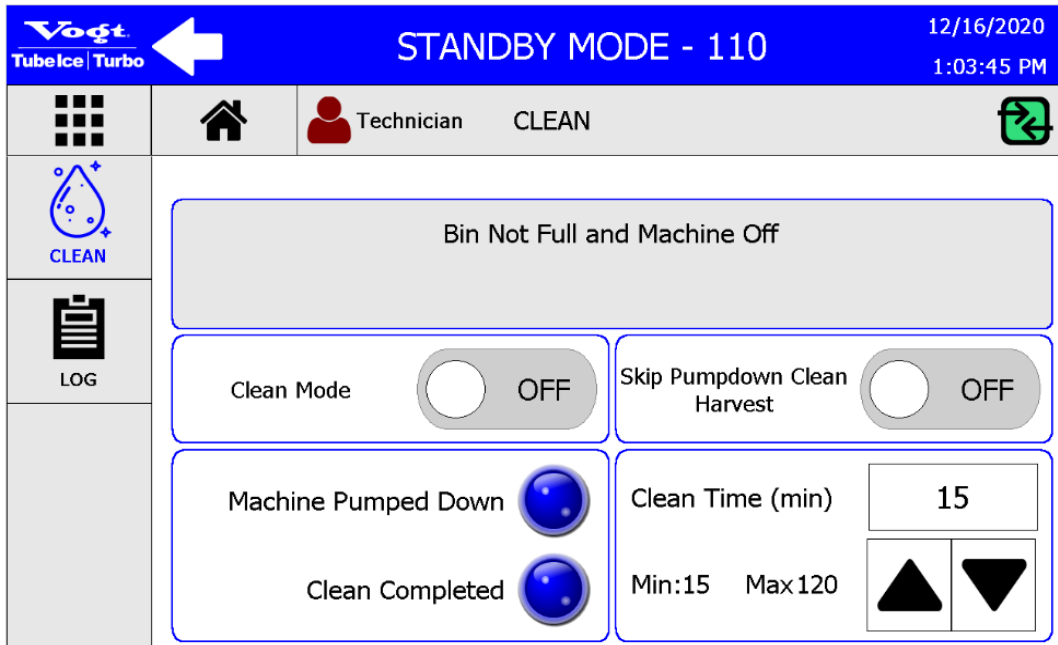 Vogt
TubeIce | Turbo
STANDBY MODE - 110
12/16/2020
1:03:45 PM
Technician
CLEAN
CLEAN
LOG
Bin Not Full and Machine Off
Clean Mode
OFF
Skip Pumpdown Clean
Harvest
OFF
Machine Pumped Down
Clean Completed
Clean Time (min)
15
Min:15
Max120